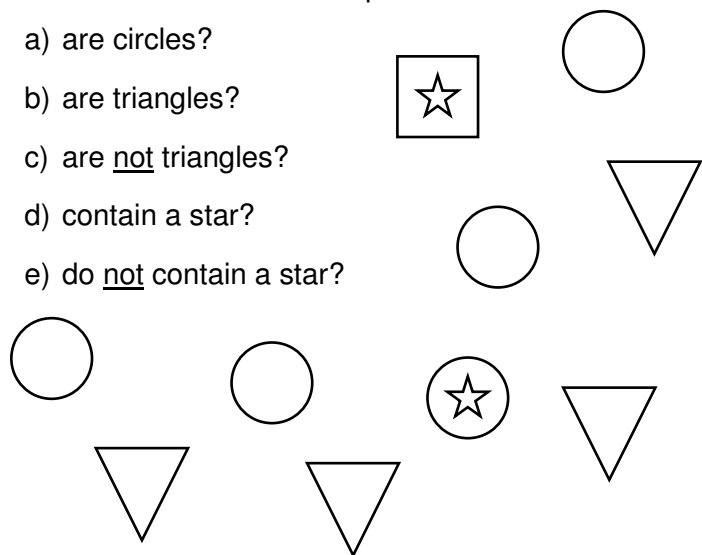 a) are circles?
b) are triangles?
c) are not triangles?
d) contain a star?
e) do not contain a star?